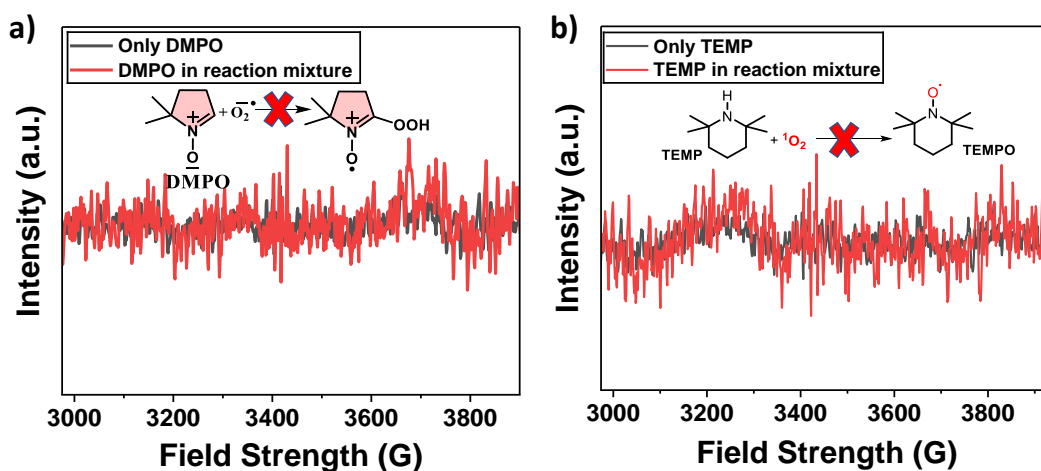 a)
Only DMPO
DMPO in reaction mixture
+
N
O
–
DMPO
+ O₂⁻•
+
N
O
•
OOH
Intensity (a.u.)
3000 3200 3400 3600 3800
Field Strength (G)
b)
Only TEMP
TEMP in reaction mixture
H
N
TEMP
+ ¹O₂
O•
N
TEMPO
Intensity (a.u.)
3000 3200 3400 3600 3800
Field Strength (G)